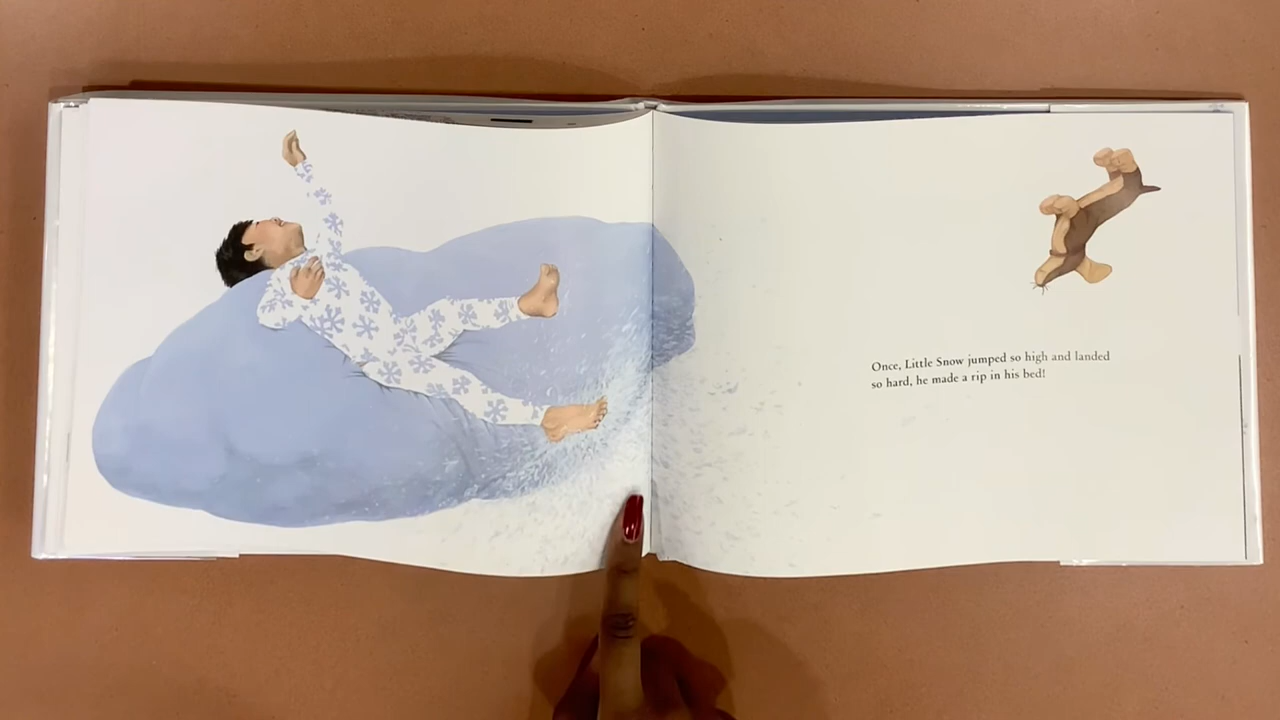 Once, Little Snow jumped so high and landed
so hard, he made a rip in his bed!